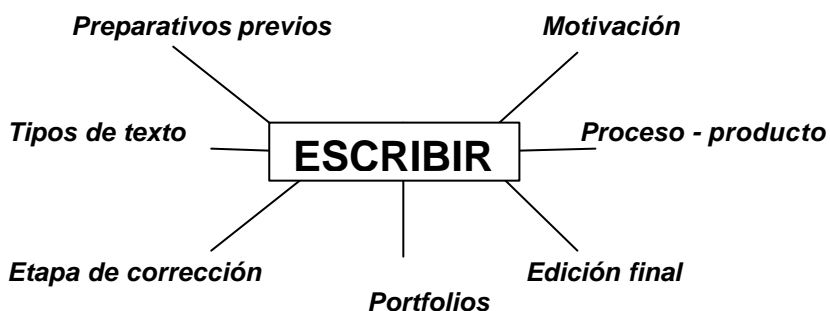 Preparativos previos
Motivación
Tipos de texto
Proceso - producto
ESCRIBIR
Etapa de corrección
Edición final
Portfolios